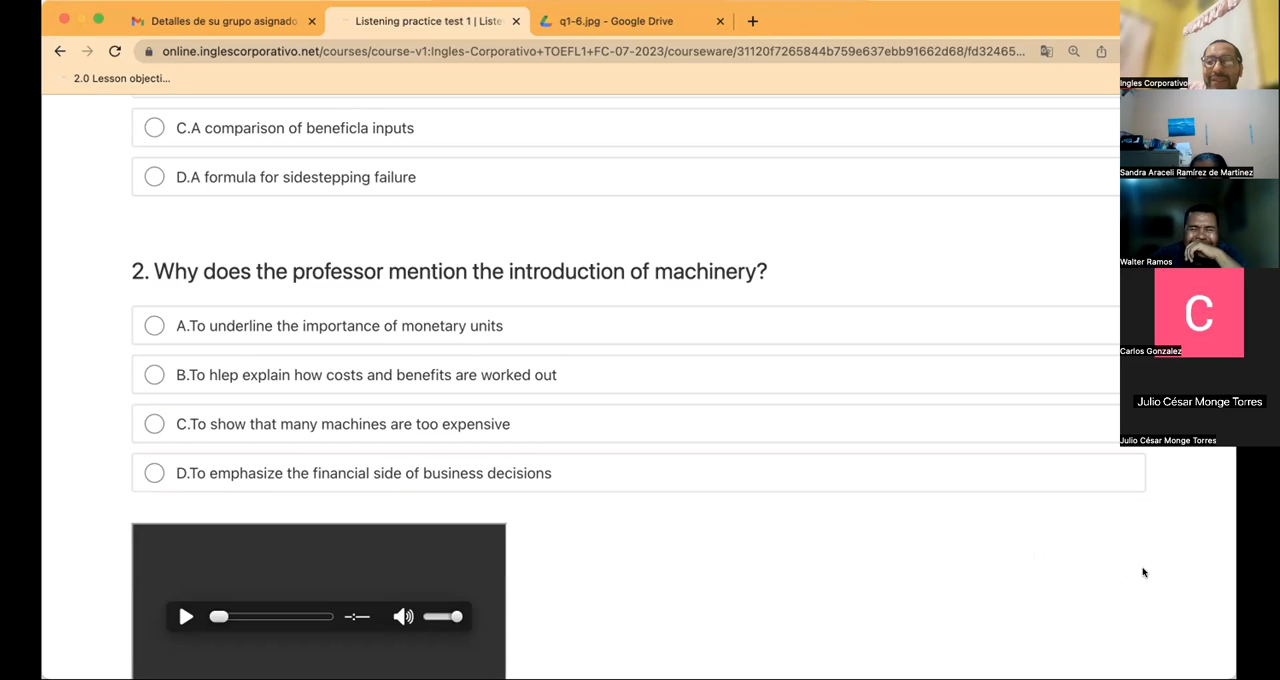 Detalles de su grupo asignado
Listening practice test 1 | Liste
q1-6.jpg - Google Drive
online.inglescorporativo.net/courses/course-v1:Ingles-Corporativo+TOEFL1+FC-07-2023/courseware/31120f7265844b759e637ebb91662d68/fd32465...
2.0 Lesson objecti...
C.A comparison of beneficla inputs
D.A formula for sidestepping failure
2. Why does the professor mention the introduction of machinery?
A.To underline the importance of monetary units
B.To hlep explain how costs and benefits are worked out
C.To show that many machines are too expensive
D.To emphasize the financial side of business decisions
-:--
Ingles Corporativo
Sandra Araceli Ramírez de Martínez
Walter Ramos
C
Carlos Gonzalez
Julio César Monge Torres
Julio César Monge Torres